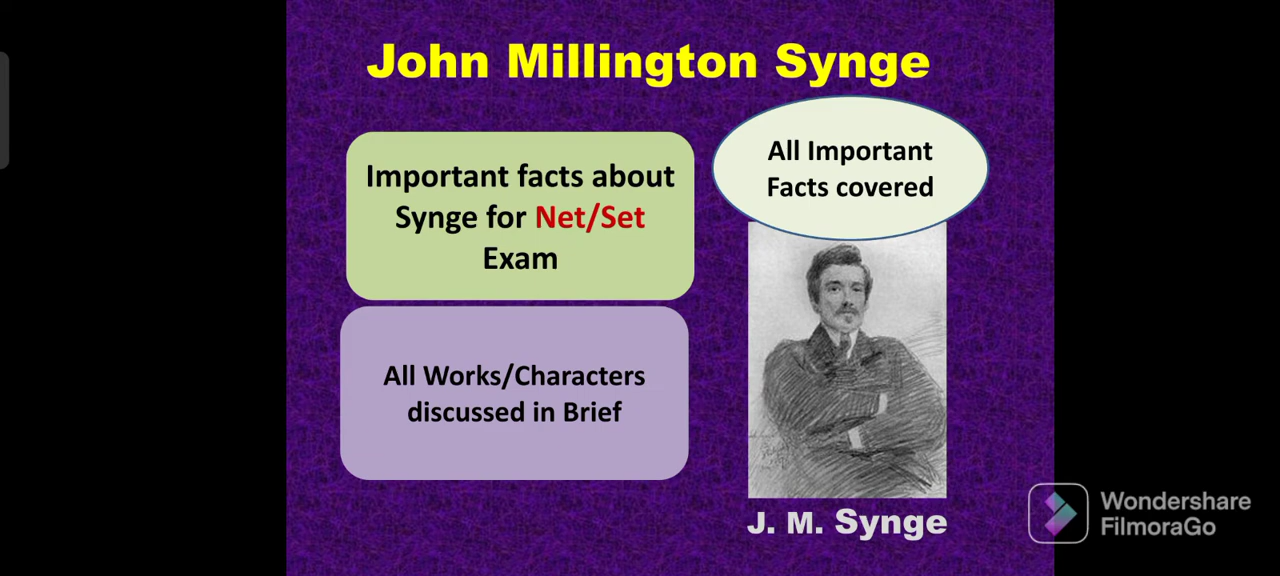 John Millington Synge
Important facts about
Synge for Net/Set
Exam
All Important
Facts covered
All Works/Characters
discussed in Brief
J. M. Synge
Wondershare
FilmoraGo